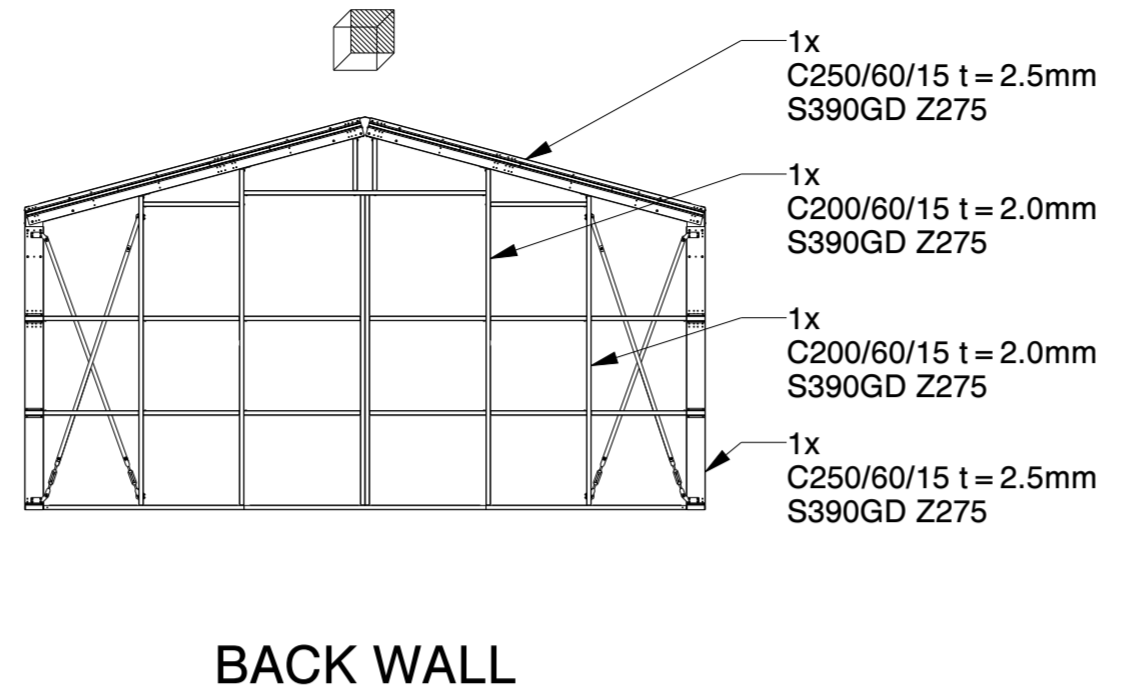 1x
C250/60/15 t = 2.5mm
S390GD Z275
1x
C200/60/15 t = 2.0mm
S390GD Z275
1x
C200/60/15 t = 2.0mm
S390GD Z275
1x
C250/60/15 t = 2.5mm
S390GD Z275
BACK WALL